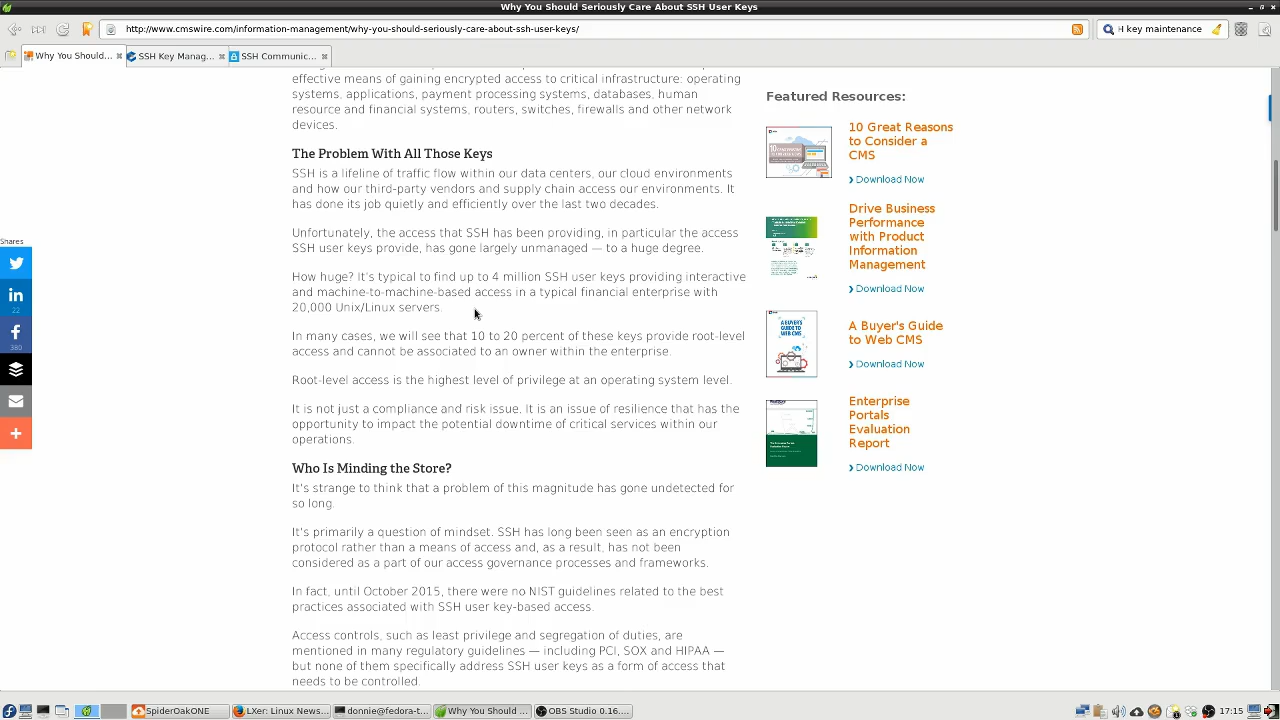 Why You Should Seriously Care About SSH User Keys
http://www.cmswire.com/information-management/why-you-should-seriously-care-about-ssh-user-keys/
key maintenance
Why You Should...
SSH Key Manag...
SSH Communic...
effective means of gaining encrypted access to critical infrastructure: operating
systems, applications, payment processing systems, databases, human
resource and financial systems, routers, switches, firewalls and other network
devices.
The Problem With All Those Keys
SSH is a fabric of traffic flow within our data centers, our cloud environments
and how our third-party vendors and supply chain access our environments. It
has done its job quietly and efficiently over the last two decades.
Unfortunately, the access that SSH has been providing, in particular the access
SSH user keys provide, has gone largely unmanaged — to a huge degree.
How huge? It's typical to find up to 4 million SSH user keys providing interactive
and machine-to-machine-based access in a typical financial enterprise with
20,000 Unix/Linux servers.
In many cases, we will see that 10 to 20 percent of these keys provide root-level
access and cannot be associated to an owner within the enterprise.
Root-level access is the highest level of privilege at an operating system level.
It is not just a compliance and risk issue. It is an issue of resilience that has the
opportunity to impact the potential downtime of critical services within our
operations.
Who Is Minding the Store?
It's strange to think that a problem of this magnitude has gone undetected for
so long.
It's primarily a question of mindset. SSH has long been seen as an encryption
protocol rather than a means of access and, as a result, has not been
considered as a part of our access governance processes and frameworks.
In fact, until October 2015, there were no NIST guidelines related to the best
practices associated with SSH user key-based access.
Access controls, such as least privilege and segregation of duties, are
mentioned in many regulatory guidelines — including PCI, SOX and HIPAA —
but none of them specifically address SSH user keys as a form of access that
needs to be controlled.
Shares
22
Featured Resources:
10 Great Reasons
to Consider a
CMS
Download Now
Drive Business
Performance
with Product
Information
Management
Download Now
A Buyer's Guide
to Web CMS
Download Now
Enterprise
Portals
Evaluation
Report
Download Now
SpiderOakONE
LXer: Linux News...
donnie@fedora-t...
Why You Should ...
OBS Studio 0.16...
17:15